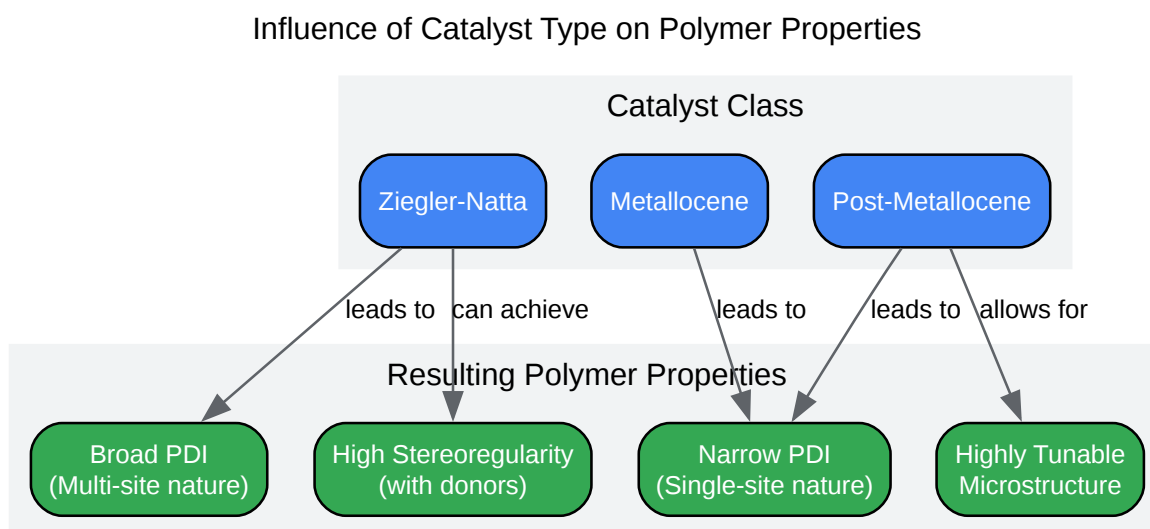 Influence of Catalyst Type on Polymer Properties
Catalyst Class
Ziegler-Natta
Metallocene
Post-Metallocene
leads to
can achieve
leads to
leads to
allows for
Resulting Polymer Properties
Broad PDI
(Multi-site nature)
High Stereoregularity
(with donors)
Narrow PDI
(Single-site nature)
Highly Tunable
Microstructure